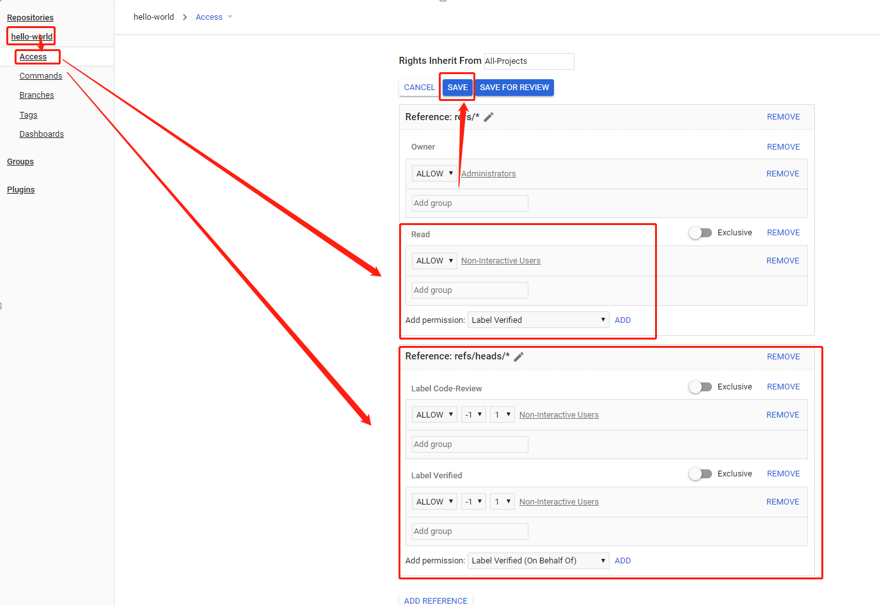 Repositories
hello-world
Access
Commands
Branches
Tags
Dashboards
Groups
Plugins
hello-world > Access
Rights Inherit From All-Projects
CANCEL SAVE SAVE FOR REVIEW
Reference: refs/* REMOVE
Owner REMOVE
ALLOW Administrators REMOVE
Add group
Read Exclusive REMOVE
ALLOW Non-Interactive Users REMOVE
Add group
Add permission: Label Verified ADD
Reference: refs/heads/* REMOVE
Label Code-Review Exclusive REMOVE
ALLOW -1 1 Non-Interactive Users REMOVE
Add group
Label Verified Exclusive REMOVE
ALLOW -1 1 Non-Interactive Users REMOVE
Add group
Add permission: Label Verified (On Behalf Of) ADD
ADD REFERENCE